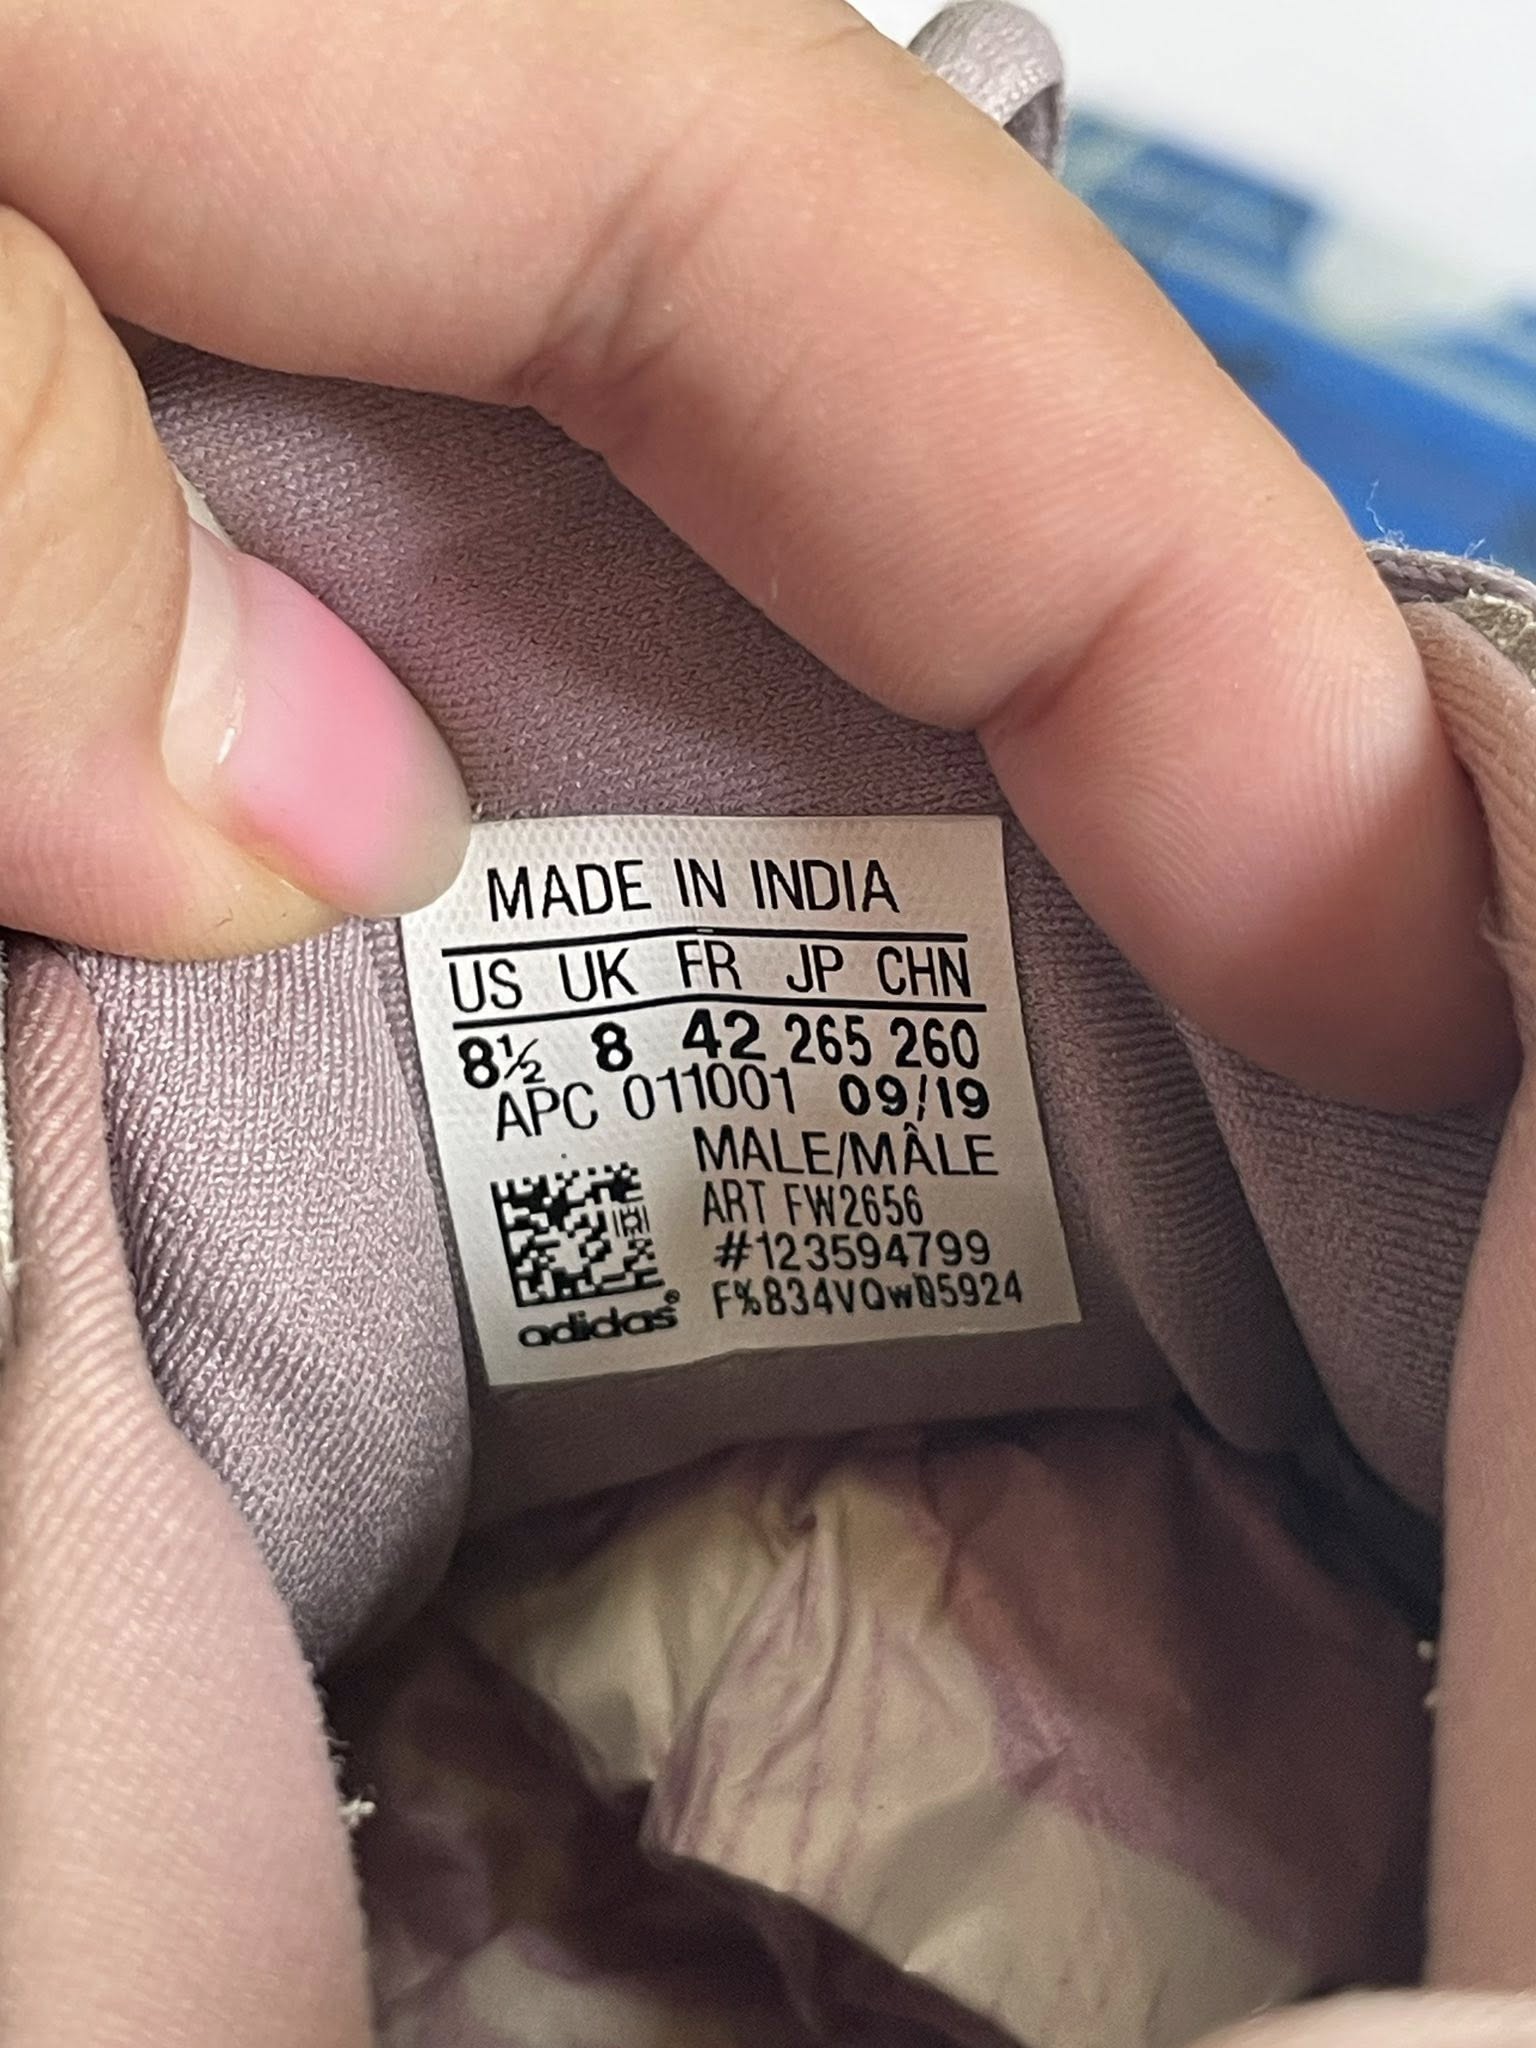 MADE IN INDIA
US UK FR JP CHN
8½ 8 42 265 260
APC 011001 09/19
MALE/MÂLE
ART FW2656
#123594799
F%834VQwD5924
adidas®